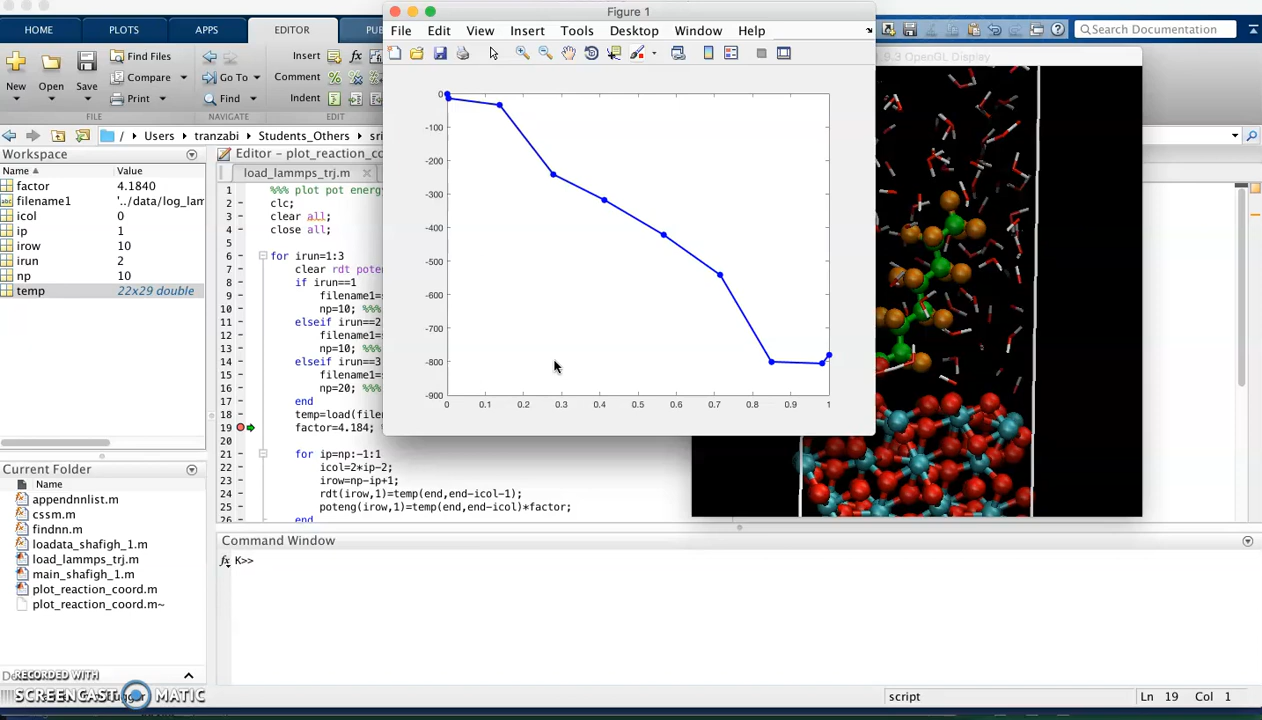 Figure 1
HOME PLOTS APPS EDITOR
File Edit View Insert Tools Desktop Window Help
Search Documentation
9.3 OpenGL Display
New Open Save
Find Files
Compare
Print
Insert
Comment
Indent
Go To
Find
FILE NAVIGATE
/ Users tranzabi Students_Others
Workspace
Name Value
factor 4.1840
filename1 '../data/log_lam
icol 0
ip 1
irow 10
irun 2
np 10
temp 22x29 double
Editor - plot_reaction_co
load_lammps_trj.m
1 %%% plot pot energy
2 clc;
3 clear all;
4 close all;
5
6 for irun=1:3
7 clear rdt poten
8 if irun==1
9 filename1=
10 np=10; %%%
11 elseif irun==2
12 filename1=
13 np=10; %%%
14 elseif irun==3
15 filename1=
16 np=20; %%%
17 end
18 temp=load(filen
19 factor=4.184; %
20
21 for ip=np:-1:1
22 icol=2*ip-2;
23 irow=np-ip+1;
24 rdt(irow,1)=temp(end,end-icol-1);
25 poteng(irow,1)=temp(end,end-icol)*factor;
26 end
0
-100
-200
-300
-400
-500
-600
-700
-800
-900
0 0.1 0.2 0.3 0.4 0.5 0.6 0.7 0.8 0.9 1
Current Folder
Name
appendnnlist.m
cssm.m
findnn.m
loadata_shafigh_1.m
load_lammps_trj.m
main_shafigh_1.m
plot_reaction_coord.m
plot_reaction_coord.m~
Command Window
fx K>>
RECORDED WITH
SCREENCAST MATIC
script
Ln 19 Col 1